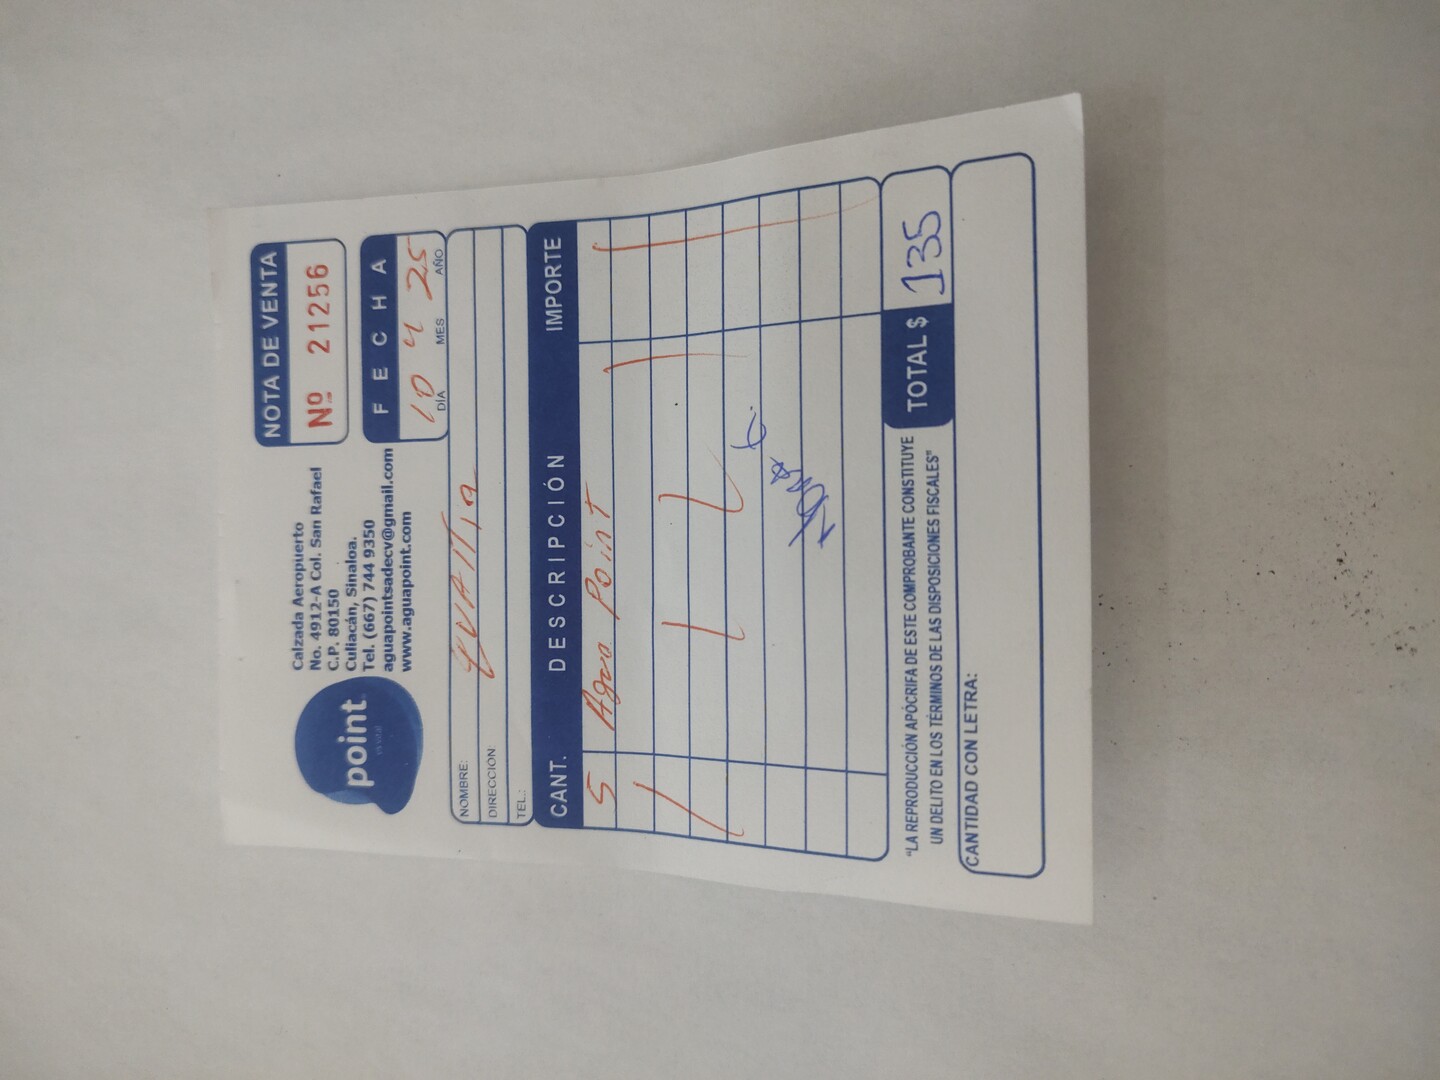 point
Calzada Aeropuerto
No. 4912-A Col. San Rafael
C.P. 80150
Culiacán, Sinaloa.
Tel. (667) 744 9350
aguapointsadecv@gmail.com
www.aguapoint.com
NOTA DE VENTA
Nº 21256
FECHA
10 4 25
DÍA MES AÑO
NOMBRE:
DIRECCIÓN
TEL.:
CANT. DESCRIPCIÓN IMPORTE
5 Agua Point
"LA REPRODUCCIÓN APÓCRIFA DE ESTE COMPROBANTE CONSTITUYE
UN DELITO EN LOS TÉRMINOS DE LAS DISPOSICIONES FISCALES"
TOTAL $ 135
CANTIDAD CON LETRA: